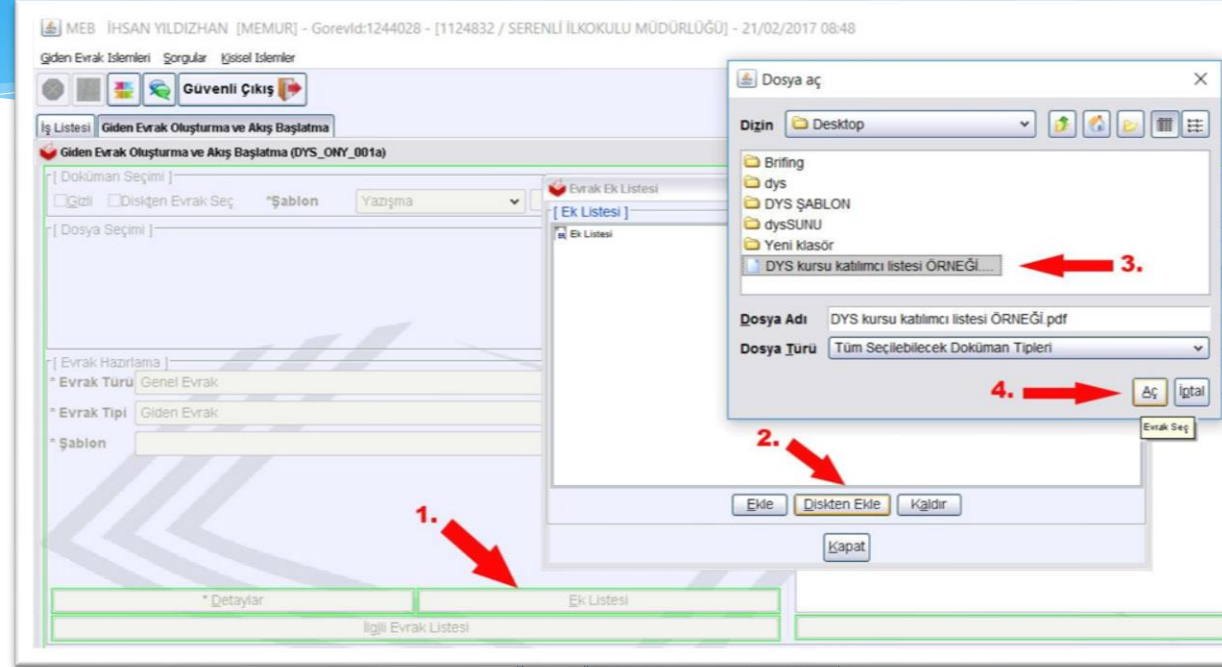 MEB İHSAN YILDIZHAN [MEMUR] - GorevId:1244028 - [1124832 / SERENLİ İLKOKULU MÜDÜRLÜĞÜ] - 21/02/2017 08:48
Giden Evrak Islemleri Sorgular Kisisel Islemler
Güvenli Çıkış
İş Listesi Giden Evrak Oluşturma ve Akış Başlatma
Giden Evrak Oluşturma ve Akış Başlatma (DYS_ONY_001a)
[ Doküman Seçimi ]
Gizli Diskten Evrak Seç *Şablon Yazışma
[ Dosya Seçimi ]
[ Evrak Hazırlama ]
* Evrak Türü Genel Evrak
* Evrak Tipi Giden Evrak
* Şablon
1.
* Detaylar Ek Listesi
İlgili Evrak Listesi
Evrak Ek Listesi
[ Ek Listesi ]
Ek Listesi
2.
Ekle Diskten Ekle Kaldır
Kapat
Dosya aç
Dizin Desktop
Brifing
dys
DYS ŞABLON
dysSUNU
Yeni klasör
DYS kursu katılımcı listesi ÖRNEĞİ.... 3.
Dosya Adı DYS kursu katılımcı listesi ÖRNEĞİ.pdf
Dosya Türü Tüm Seçilebilecek Doküman Tipleri
4. Aç İptal
Evrak Seç